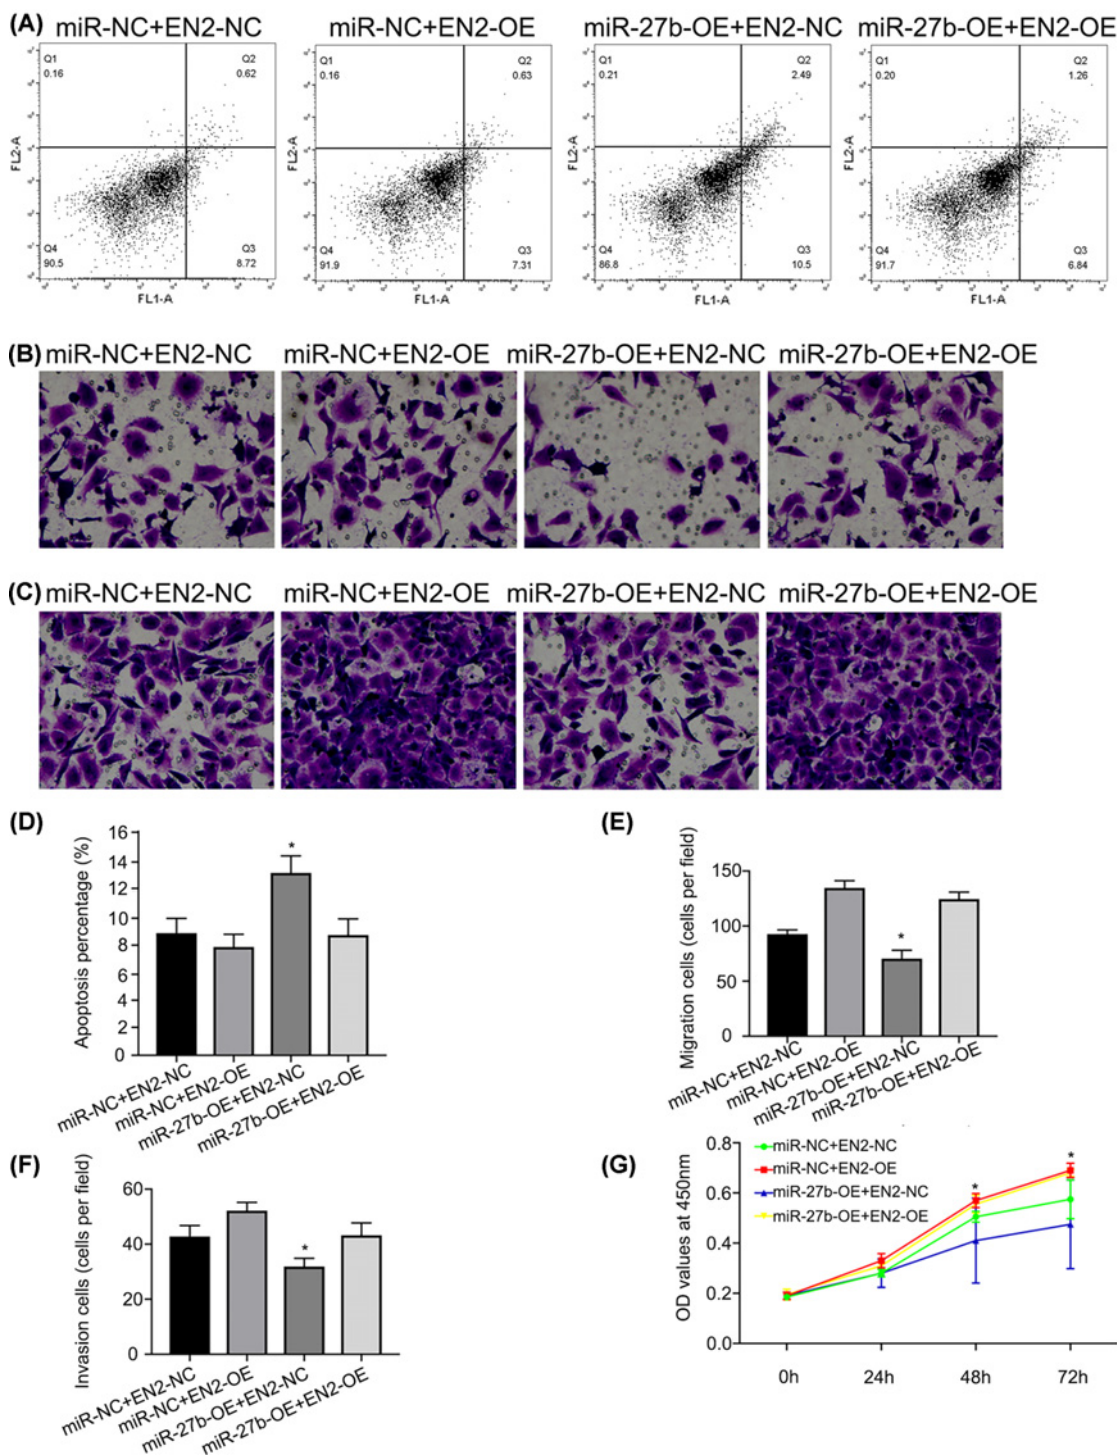 (A) miR-NC+EN2-NC miR-NC+EN2-OE miR-27b-OE+EN2-NC miR-27b-OE+EN2-OE
Q1 Q2 Q1 Q2 Q1 Q2 Q1 Q2
0.16 0.62 0.16 0.63 0.21 2.49 0.20 1.26
FL2-A FL2-A FL2-A FL2-A
Q4 Q3 Q4 Q3 Q4 Q3 Q4 Q3
90.5 8.72 91.9 7.31 86.8 10.5 91.7 6.84
FL1-A FL1-A FL1-A FL1-A
(B) miR-NC+EN2-NC miR-NC+EN2-OE miR-27b-OE+EN2-NC miR-27b-OE+EN2-OE
(C) miR-NC+EN2-NC miR-NC+EN2-OE miR-27b-OE+EN2-NC miR-27b-OE+EN2-OE
(D)
Apoptosis percentage (%)
16
14
12
10
8
6
4
2
0
*
miR-NC+EN2-NC
miR-NC+EN2-OE
miR-27b-OE+EN2-NC
miR-27b-OE+EN2-OE
(E)
Migration cells (cells per field)
150
100
50
0
*
miR-NC+EN2-NC
miR-NC+EN2-OE
miR-27b-OE+EN2-NC
miR-27b-OE+EN2-OE
(F)
Invasion cells (cells per field)
60
40
20
0
*
miR-NC+EN2-NC
miR-NC+EN2-OE
miR-27b-OE+EN2-NC
miR-27b-OE+EN2-OE
(G)
OD values at 450nm
0.8
0.6
0.4
0.2
0.0
miR-NC+EN2-NC
miR-NC+EN2-OE
miR-27b-OE+EN2-NC
miR-27b-OE+EN2-OE
* *
0h 24h 48h 72h